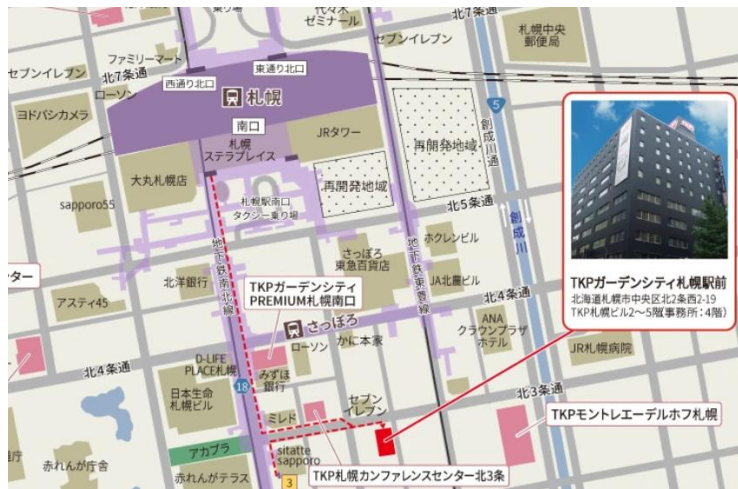 乗り場
代々木
ゼミナール
北8条通
セブンイレブン
札幌中央
郵便局
ファミリーマート
セブンイレブン
北7条通
西通り北口
東通り北口
北7条通
ローソン
札幌
5
ヨドバシカメラ
南口
創成川通
札幌
ステラプレイス
JRタワー
再開発地域
大丸札幌店
再開発地域
札幌駅南口
タクシー乗り場
sapporo55
北5条通
創成川
地下鉄南北線
地下鉄東豊線
ホクレンビル
さっぽろ
東急百貨店
北洋銀行
JA北農ビル
ンター
TKPガーデンシティ
PREMIUM札幌南口
アスティ45
北4条通
TKPガーデンシティ札幌駅前
北海道札幌市中央区北2条西2-19
TKP札幌ビル2～5階(事務所：4階)
さっぽろ
ANA
クラウンプラザ
ホテル
ローソン
かに本家
JR札幌病院
D-LIFE
PLACE札幌
北4条通
みずほ
銀行
18
日本生命
札幌ビル
セブン
イレブン
北3条通
ミレド
TKPモントレエーデルホフ札幌
アカプラ
sitatte
sapporo
道庁
赤れんが庁舎
赤れんがテラス
3
TKP札幌カンファレンスセンター北3条